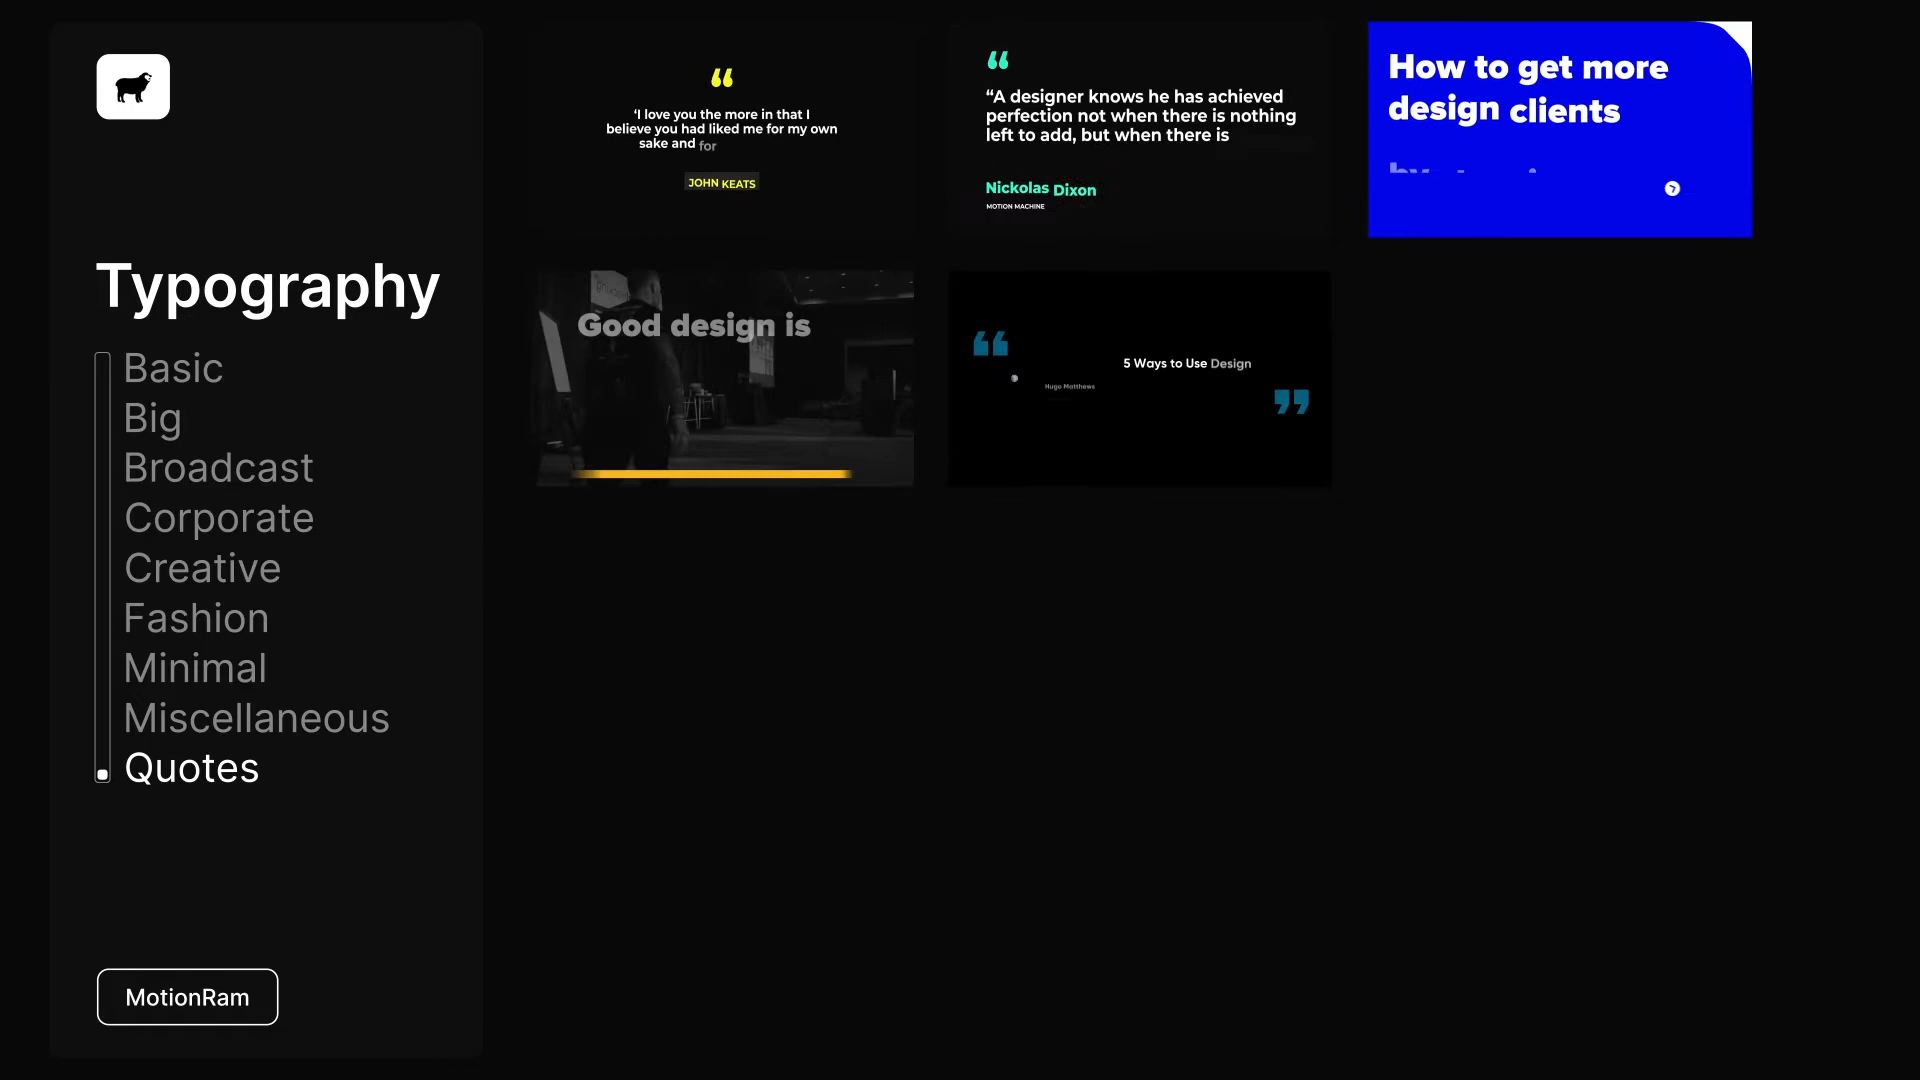 Typography
Basic
Big
Broadcast
Corporate
Creative
Fashion
Minimal
Miscellaneous
Quotes
MotionRam
“
‘I love you the more in that I
believe you had liked me for my own
sake and for
JOHN KEATS
“
“A designer knows he has achieved
perfection not when there is nothing
left to add, but when there is
Nickolas Dixon
MOTION MACHINE
How to get more
design clients
Good design is
“
5 Ways to Use Design
Hugo Matthews
”